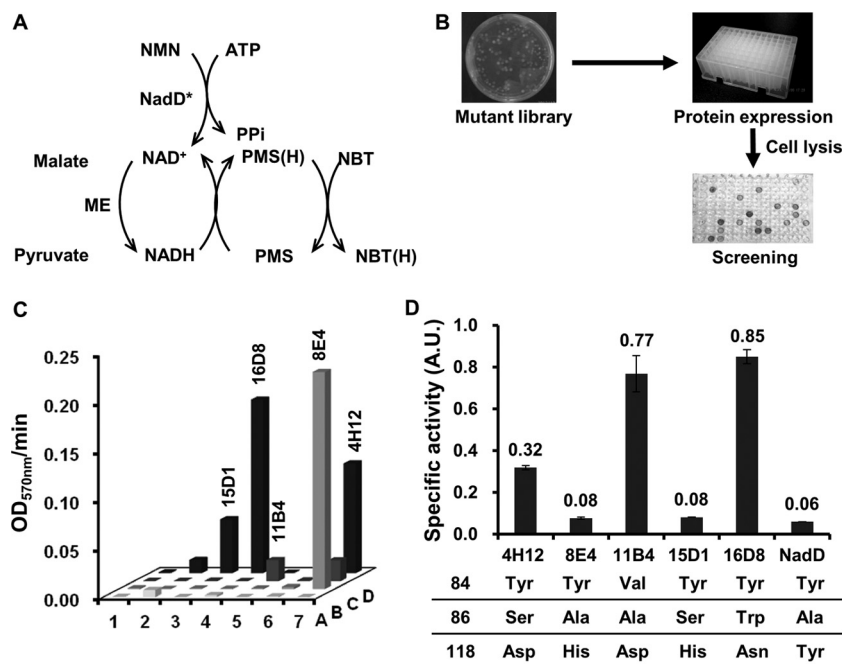 A
NMN ATP
NadD*
PPi
Malate NAD⁺ PMS(H) NBT
ME
Pyruvate NADH PMS NBT(H)
B
Mutant library Protein expression
Cell lysis
Screening
C
OD570nm/min
0.25
0.20
0.15
0.10
0.05
0.00
15D1
16D8
11B4
8E4
4H12
1 2 3 4 5 6 7
A B C D
D
Specific activity (A.U.)
1.0
0.8
0.6
0.4
0.2
0.0
0.32 0.08 0.77 0.08 0.85 0.06
4H12 8E4 11B4 15D1 16D8 NadD
84 Tyr Tyr Val Tyr Tyr Tyr
86 Ser Ala Ala Ser Trp Ala
118 Asp His Asp His Asn Tyr